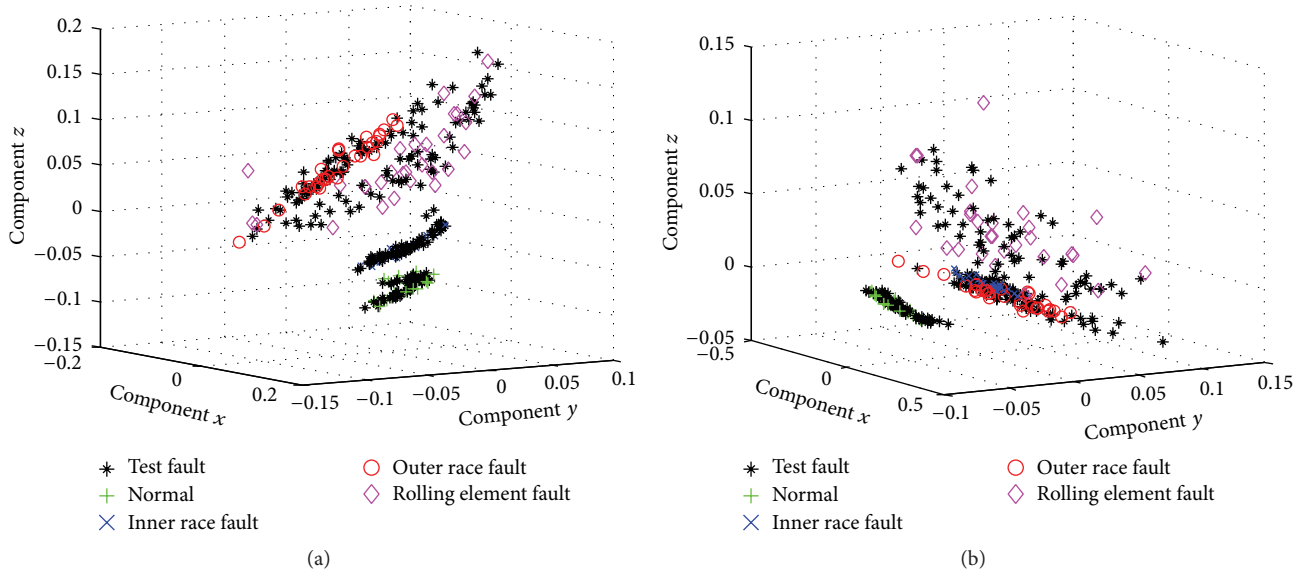 0.2
0.15
0.1
0.05
0
−0.05
−0.1
−0.15
−0.2
0
0.2
−0.15
−0.1
−0.05
0
0.05
0.1
Component z
Component x
Component y
Test fault
Normal
Inner race fault
Outer race fault
Rolling element fault
(a)
0.15
0.1
0.05
0
−0.05
−0.5
0
0.5
−0.1
−0.05
0
0.05
0.1
0.15
Component z
Component x
Component y
Test fault
Normal
Inner race fault
Outer race fault
Rolling element fault
(b)